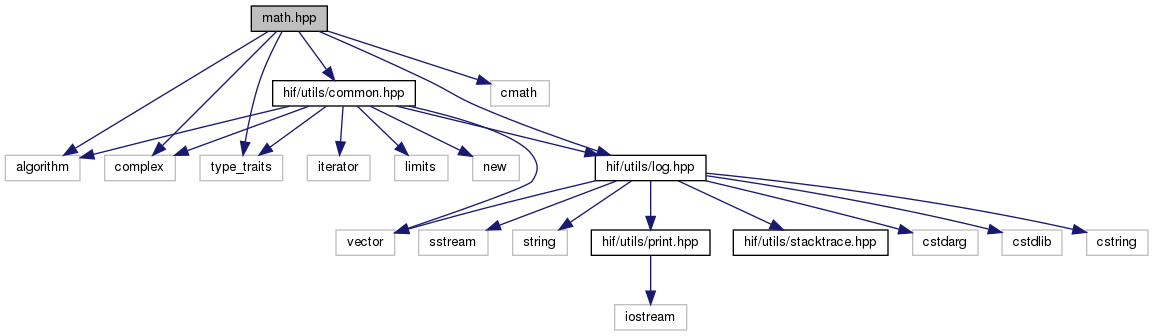 math.hpp
hif/utils/common.hpp
cmath
algorithm
complex
type_traits
iterator
limits
new
hif/utils/log.hpp
vector
sstream
string
hif/utils/print.hpp
hif/utils/stacktrace.hpp
cstdarg
cstdlib
cstring
iostream